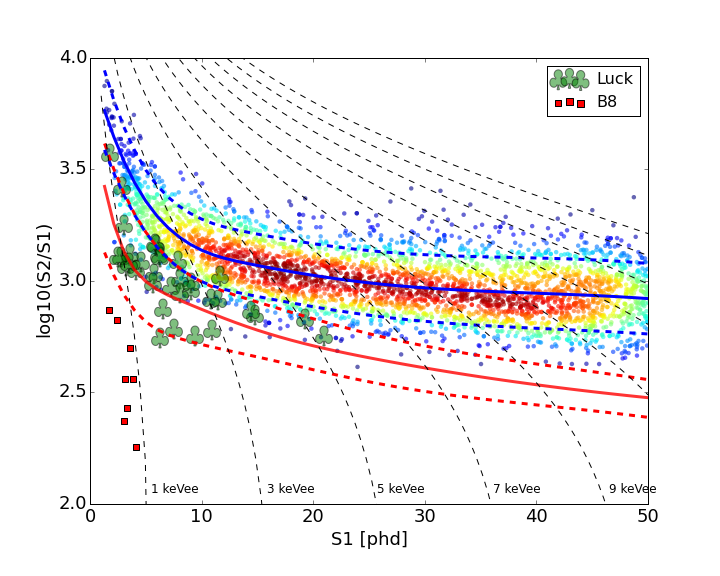 4.0
Luck
B8
3.5
log10(S2/S1)
3.0
2.5
2.0
1 keVee
3 keVee
5 keVee
7 keVee
9 keVee
0
10
20
30
40
50
S1 [phd]